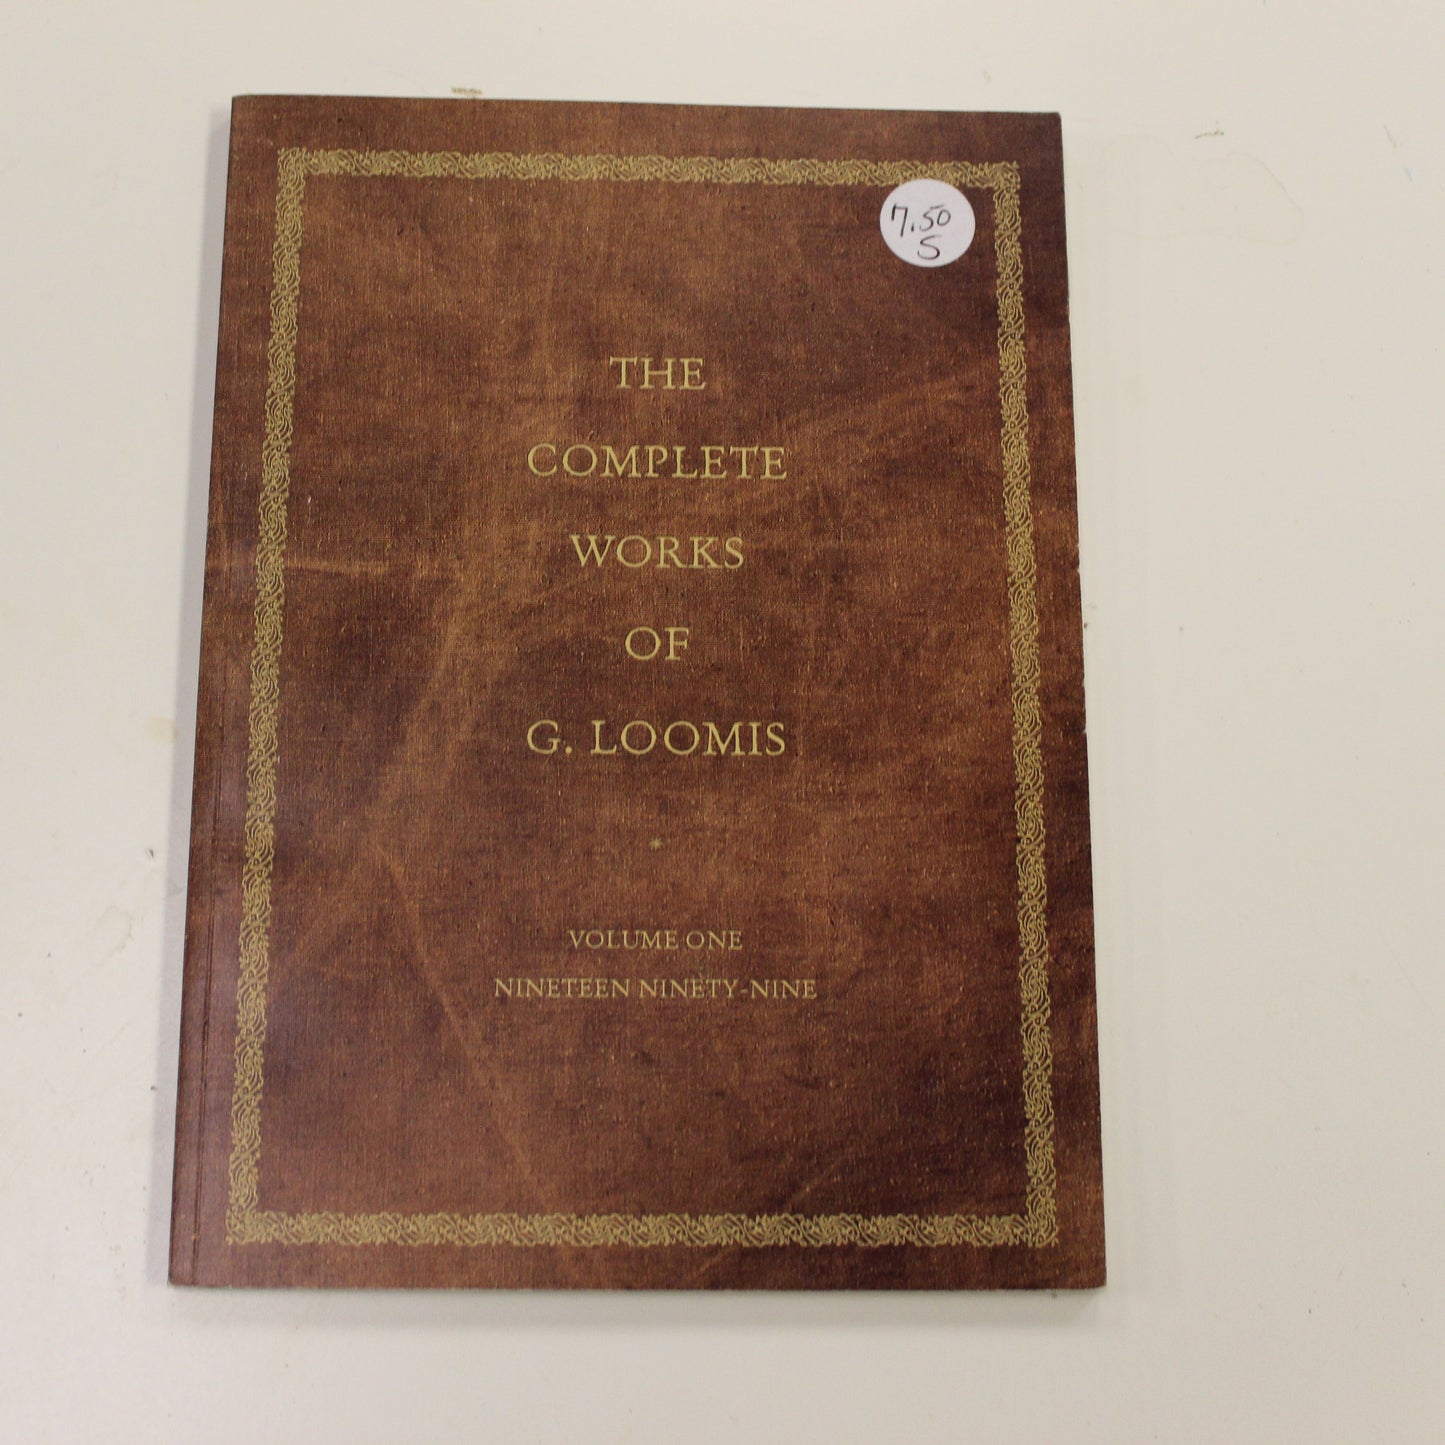 7.50
S
THE
COMPLETE
WORKS
OF
G. LOOMIS
*
VOLUME ONE
NINETEEN NINETY-NINE